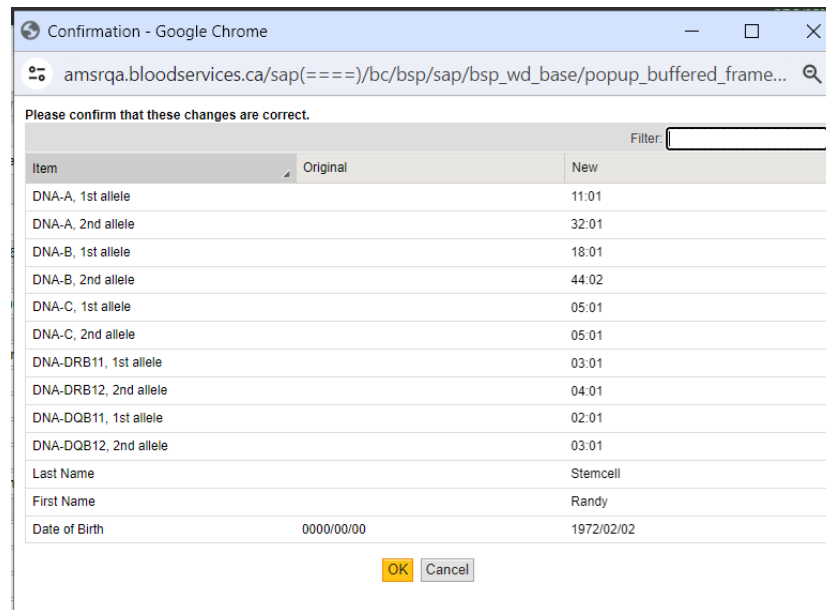 Confirmation - Google Chrome
amsrqa.bloodservices.ca/sap(====)/bc/bsp/sap/bsp_wd_base/popup_buffered_frame...
Please confirm that these changes are correct.
Filter:
Item Original New
DNA-A, 1st allele 11:01
DNA-A, 2nd allele 32:01
DNA-B, 1st allele 18:01
DNA-B, 2nd allele 44:02
DNA-C, 1st allele 05:01
DNA-C, 2nd allele 05:01
DNA-DRB11, 1st allele 03:01
DNA-DRB12, 2nd allele 04:01
DNA-DQB11, 1st allele 02:01
DNA-DQB12, 2nd allele 03:01
Last Name Stemcell
First Name Randy
Date of Birth 0000/00/00 1972/02/02
OK Cancel